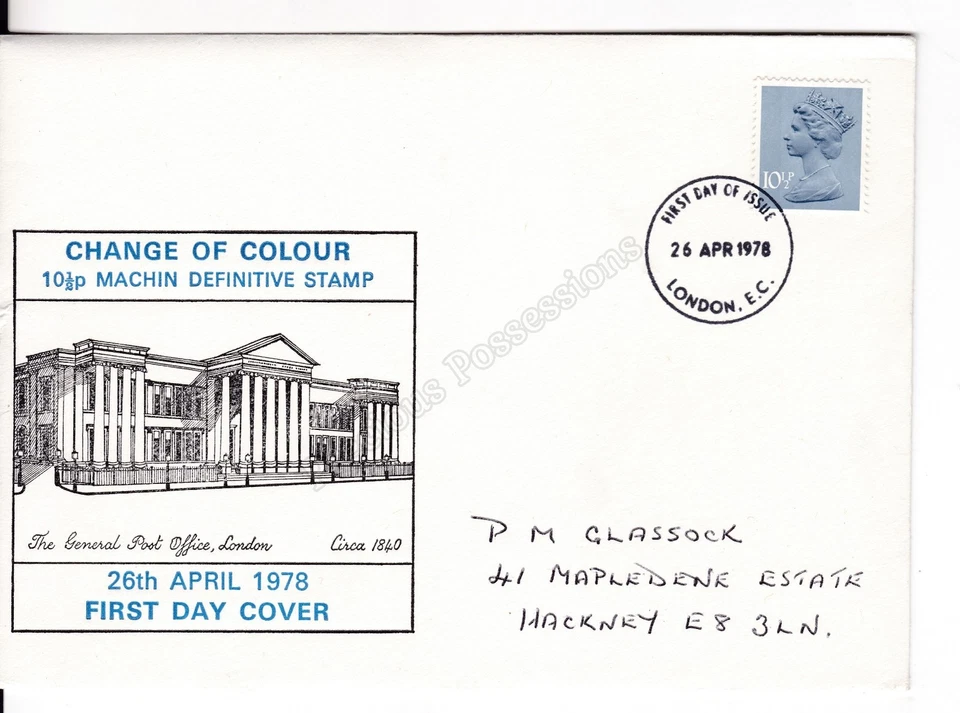 10½P
FIRST DAY OF ISSUE
26 APR 1978
LONDON. E.C.
CHANGE OF COLOUR
10½p MACHIN DEFINITIVE STAMP
The General Post Office, London Circa 1840
26th APRIL 1978
FIRST DAY COVER
P M GLASSOCK
41 MAPLEDENE ESTATE
HACKNEY E8 3LN.
Possessions